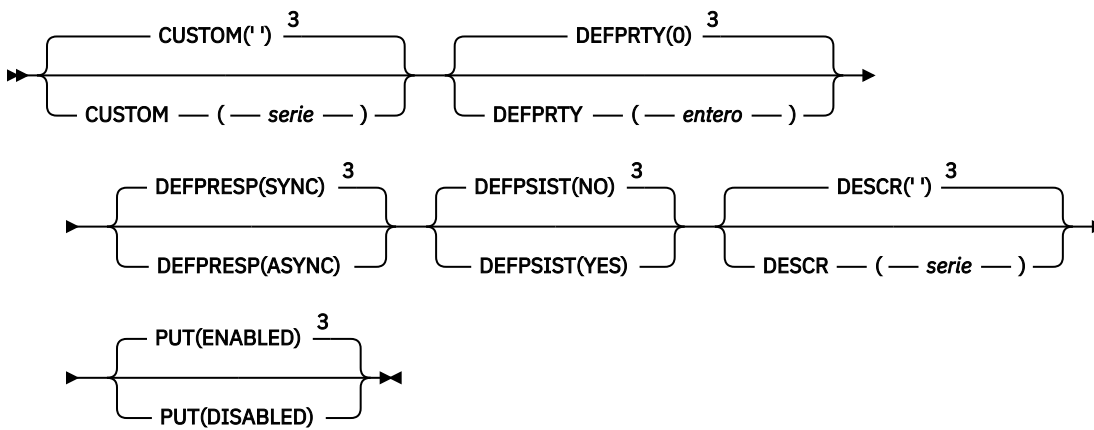 CUSTOM(' ') 3 DEFPRTY(0) 3
CUSTOM ( serie ) DEFPRTY ( entero )
DEFPRESP(SYNC) 3 DEFPSIST(NO) 3 DESCR(' ') 3
DEFPRESP(ASYNC) DEFPSIST(YES) DESCR ( serie )
PUT(ENABLED) 3
PUT(DISABLED)